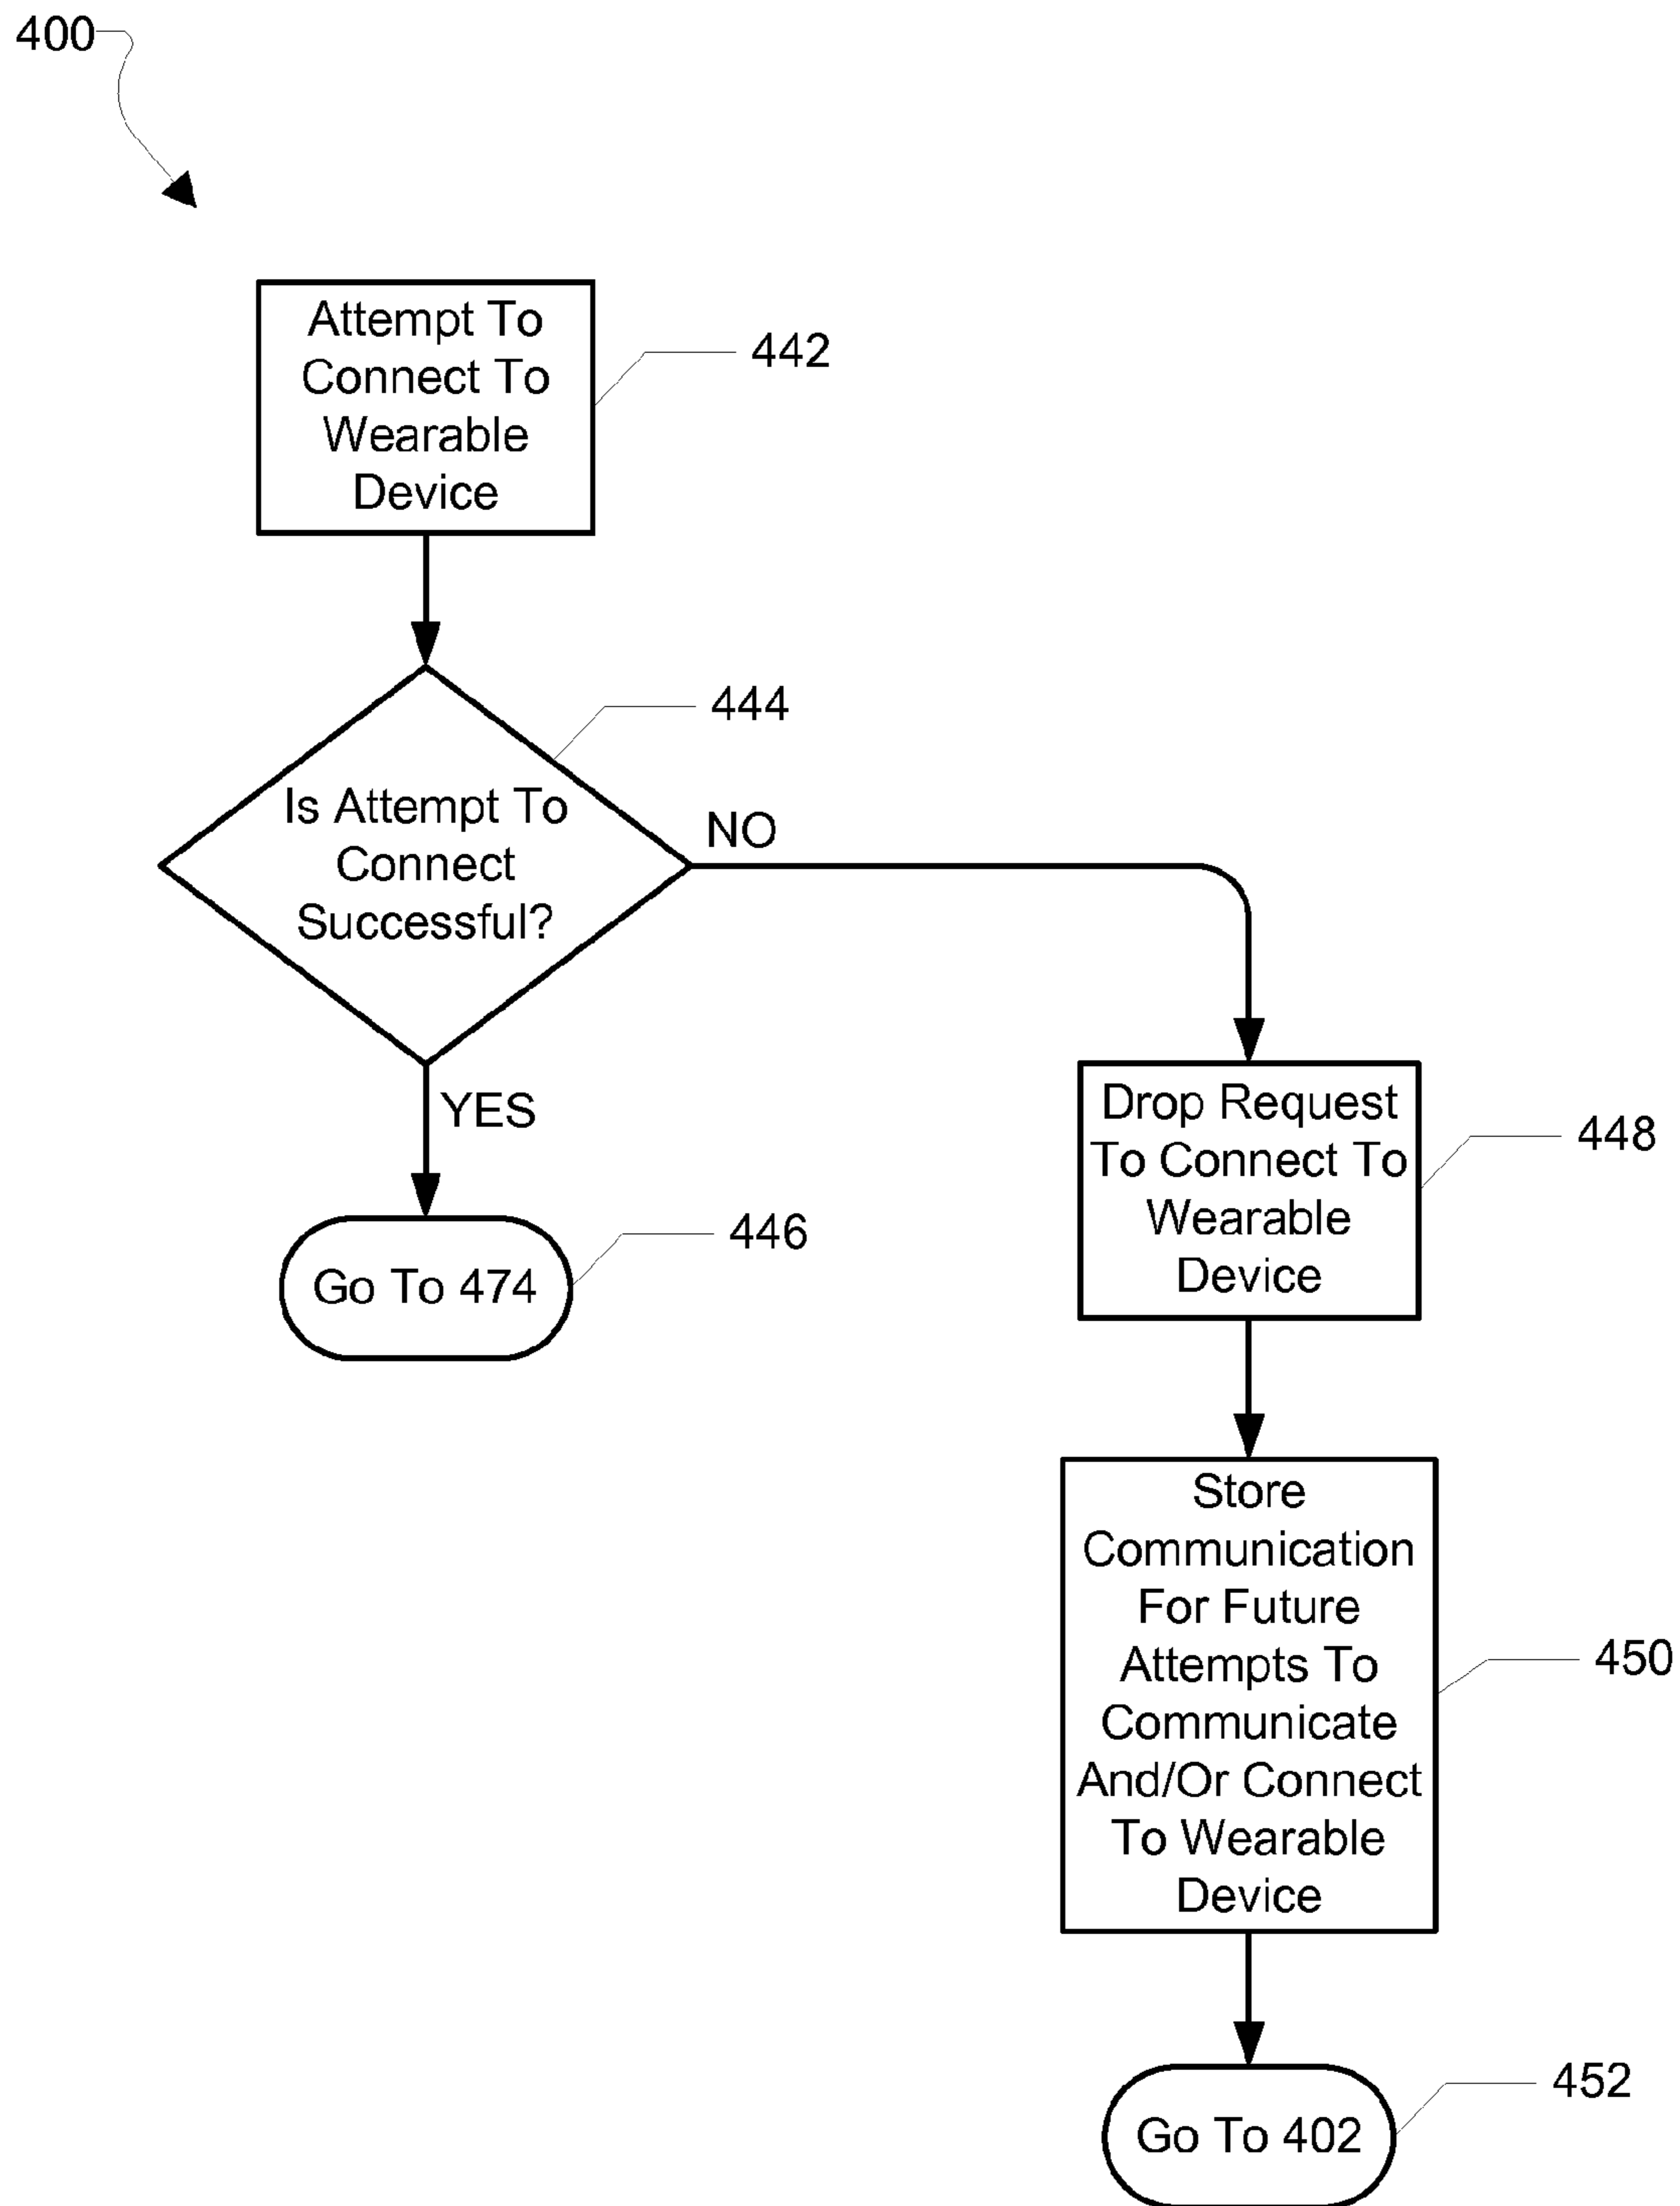 400
Attempt To
Connect To
Wearable
Device
442
444
Is Attempt To
Connect
Successful?
NO
YES
Go To 474
446
Drop Request
To Connect To
Wearable
Device
448
Store
Communication
For Future
Attempts To
Communicate
And/Or Connect
To Wearable
Device
450
Go To 402
452